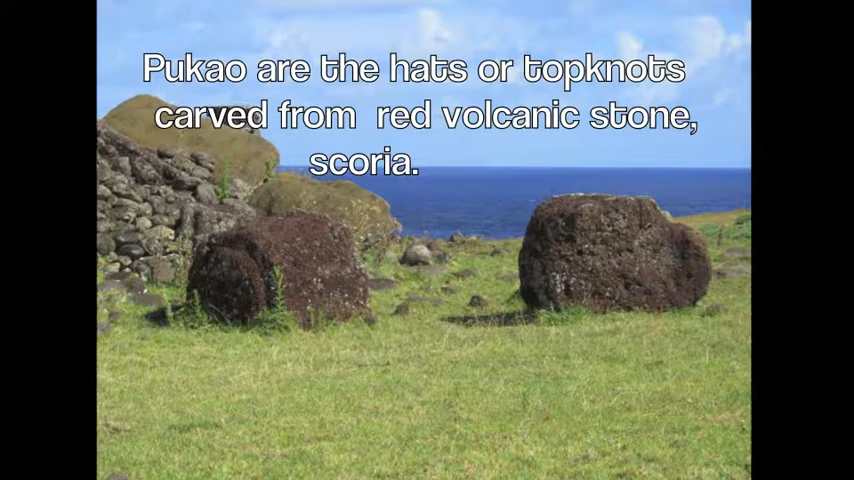 Pukao are the hats or topknots
carved from  red volcanic stone,
scoria.